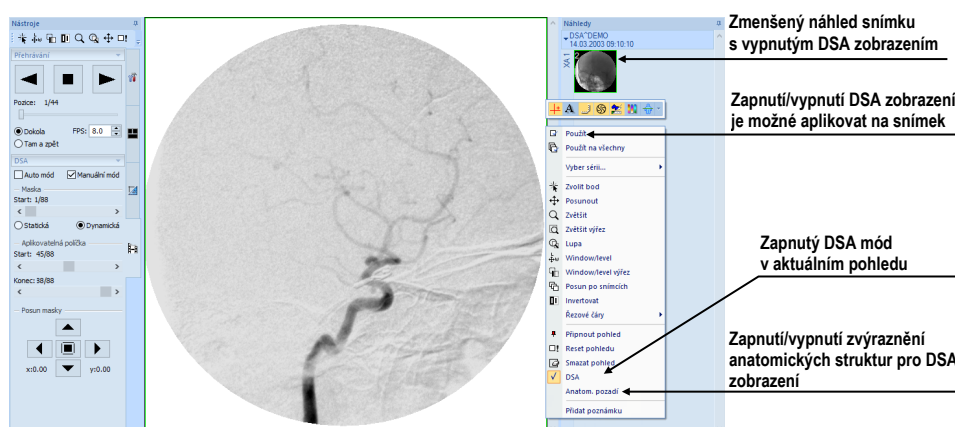 Nástroje
Přehrávání
Pozice: 1/44
Dokola
FPS: 8.0
Tam a zpět
DSA
Auto mód
Manuální mód
Maska
Start: 1/88
Statická
Dynamická
Aplikovatelná políčka
Start: 45/88
Konec: 38/88
Posun masky
x:0.00
y:0.00
Náhledy
DSA^DEMO
14.03.2003 09:10:10
XA 1
2
A
Použít
Použít na všechny
Vyber sérii...
Zvolit bod
Posunout
Zvětšit
Zvětšit výřez
Lupa
Window/level
Window/level výřez
Posun po snímcích
Invertovat
Řezové čáry
Připnout pohled
Reset pohledu
Smazat pohled
DSA
Anatom. pozadí
Přidat poznámku
Zmenšený náhled snímku
s vypnutým DSA zobrazením
Zapnutí/vypnutí DSA zobrazení
je možné aplikovat na snímek
Zapnutý DSA mód
v aktuálním pohledu
Zapnutí/vypnutí zvýraznění
anatomických struktur pro DSA
zobrazení